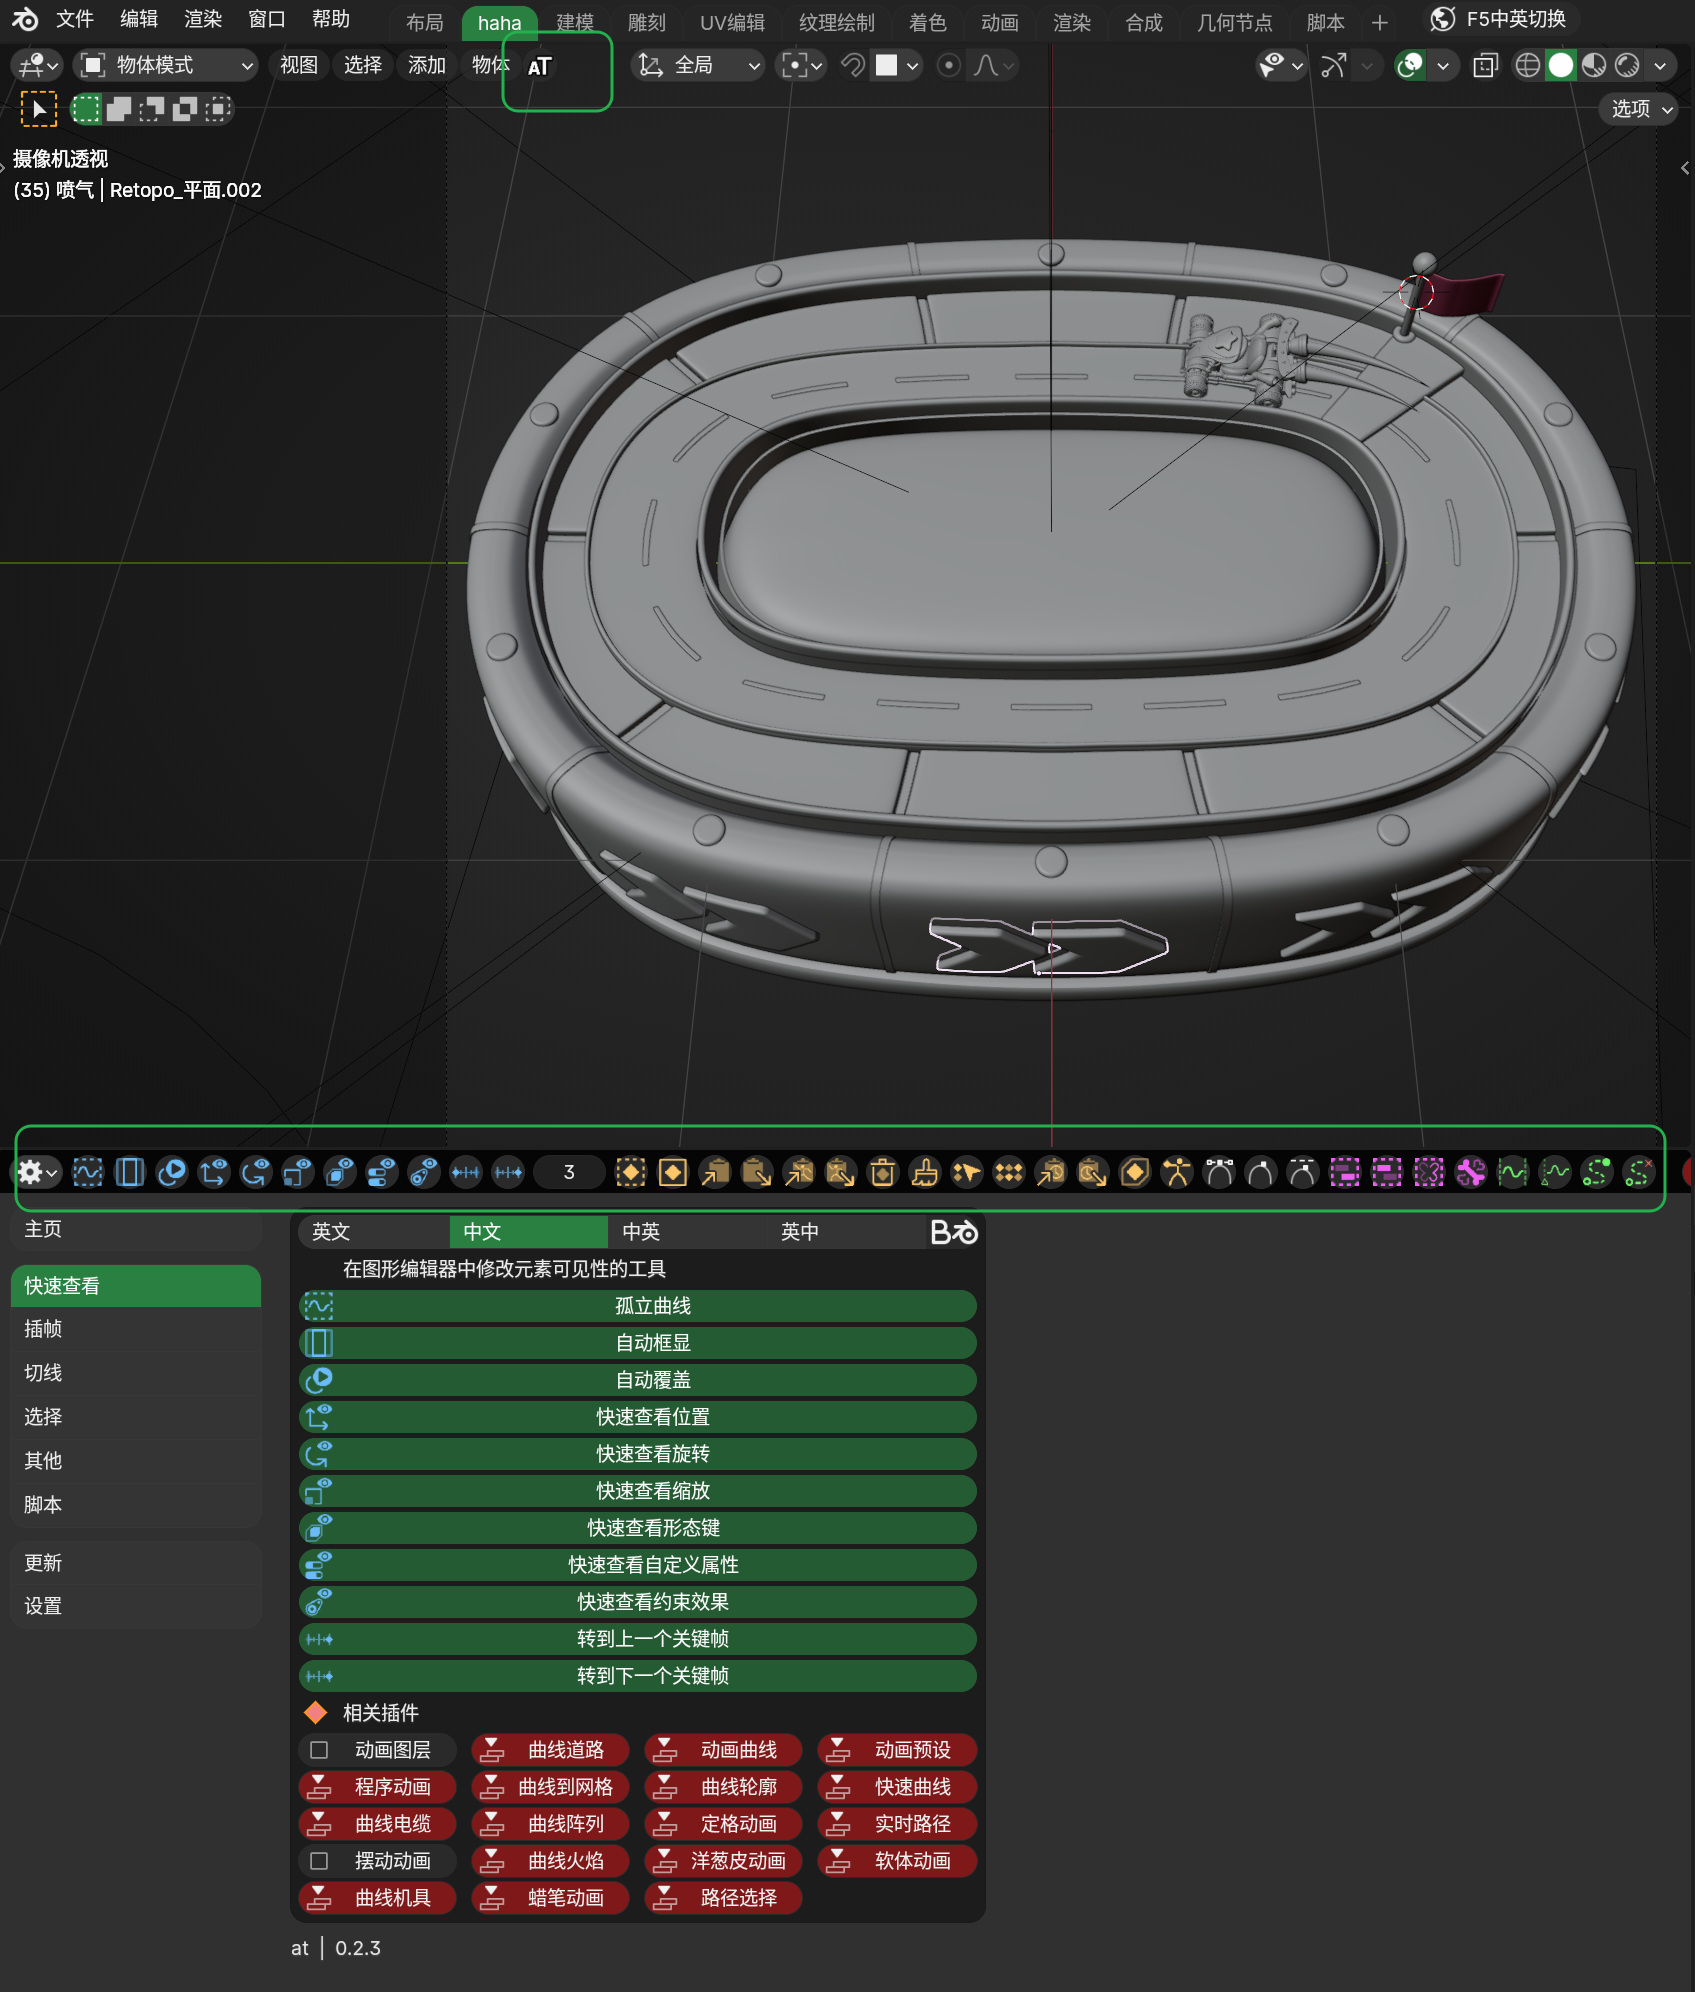 文件 编辑 渲染 窗口 帮助 布局 haha 建模 雕刻 UV编辑 纹理绘制 着色 动画 渲染 合成 几何节点 脚本 + F5中英切换
物体模式 视图 选择 添加 物体 AT 全局
选项
摄像机透视
(35) 喷气 | Retopo_平面.002
3
主页
快速查看
插帧
切线
选择
其他
脚本
更新
设置
英文 中文 中英 英中
在图形编辑器中修改元素可见性的工具
孤立曲线
自动框显
自动覆盖
快速查看位置
快速查看旋转
快速查看缩放
快速查看形态键
快速查看自定义属性
快速查看约束效果
转到上一个关键帧
转到下一个关键帧
相关插件
动画图层 曲线道路 动画曲线 动画预设
程序动画 曲线到网格 曲线轮廓 快速曲线
曲线电缆 曲线阵列 定格动画 实时路径
摆动动画 曲线火焰 洋葱皮动画 软体动画
曲线机具 蜡笔动画 路径选择
at | 0.2.3